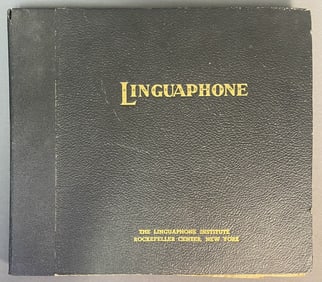 LINGUAPHONE
THE LINGUAPHONE INSTITUTE
ROCKEFELLER CENTER, NEW YORK